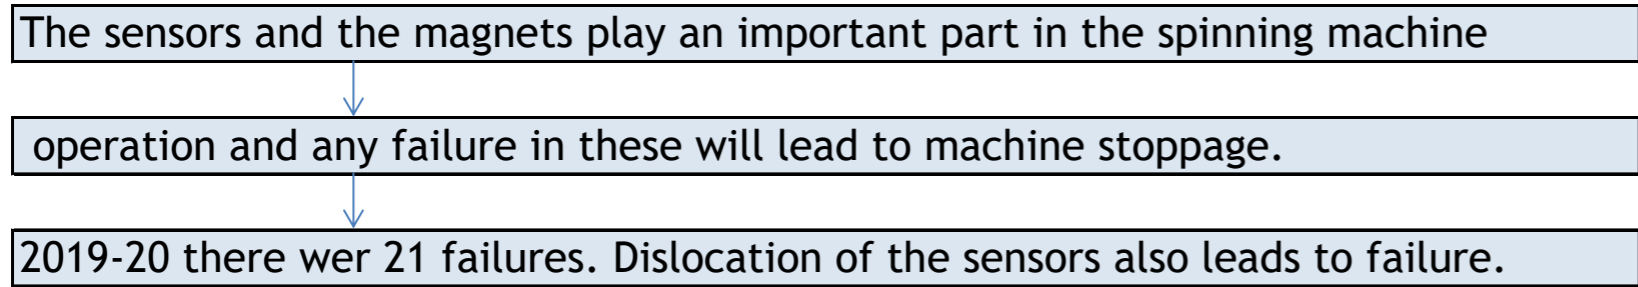 The sensors and the magnets play an important part in the spinning machine
operation and any failure in these will lead to machine stoppage.
2019-20 there wer 21 failures. Dislocation of the sensors also leads to failure.